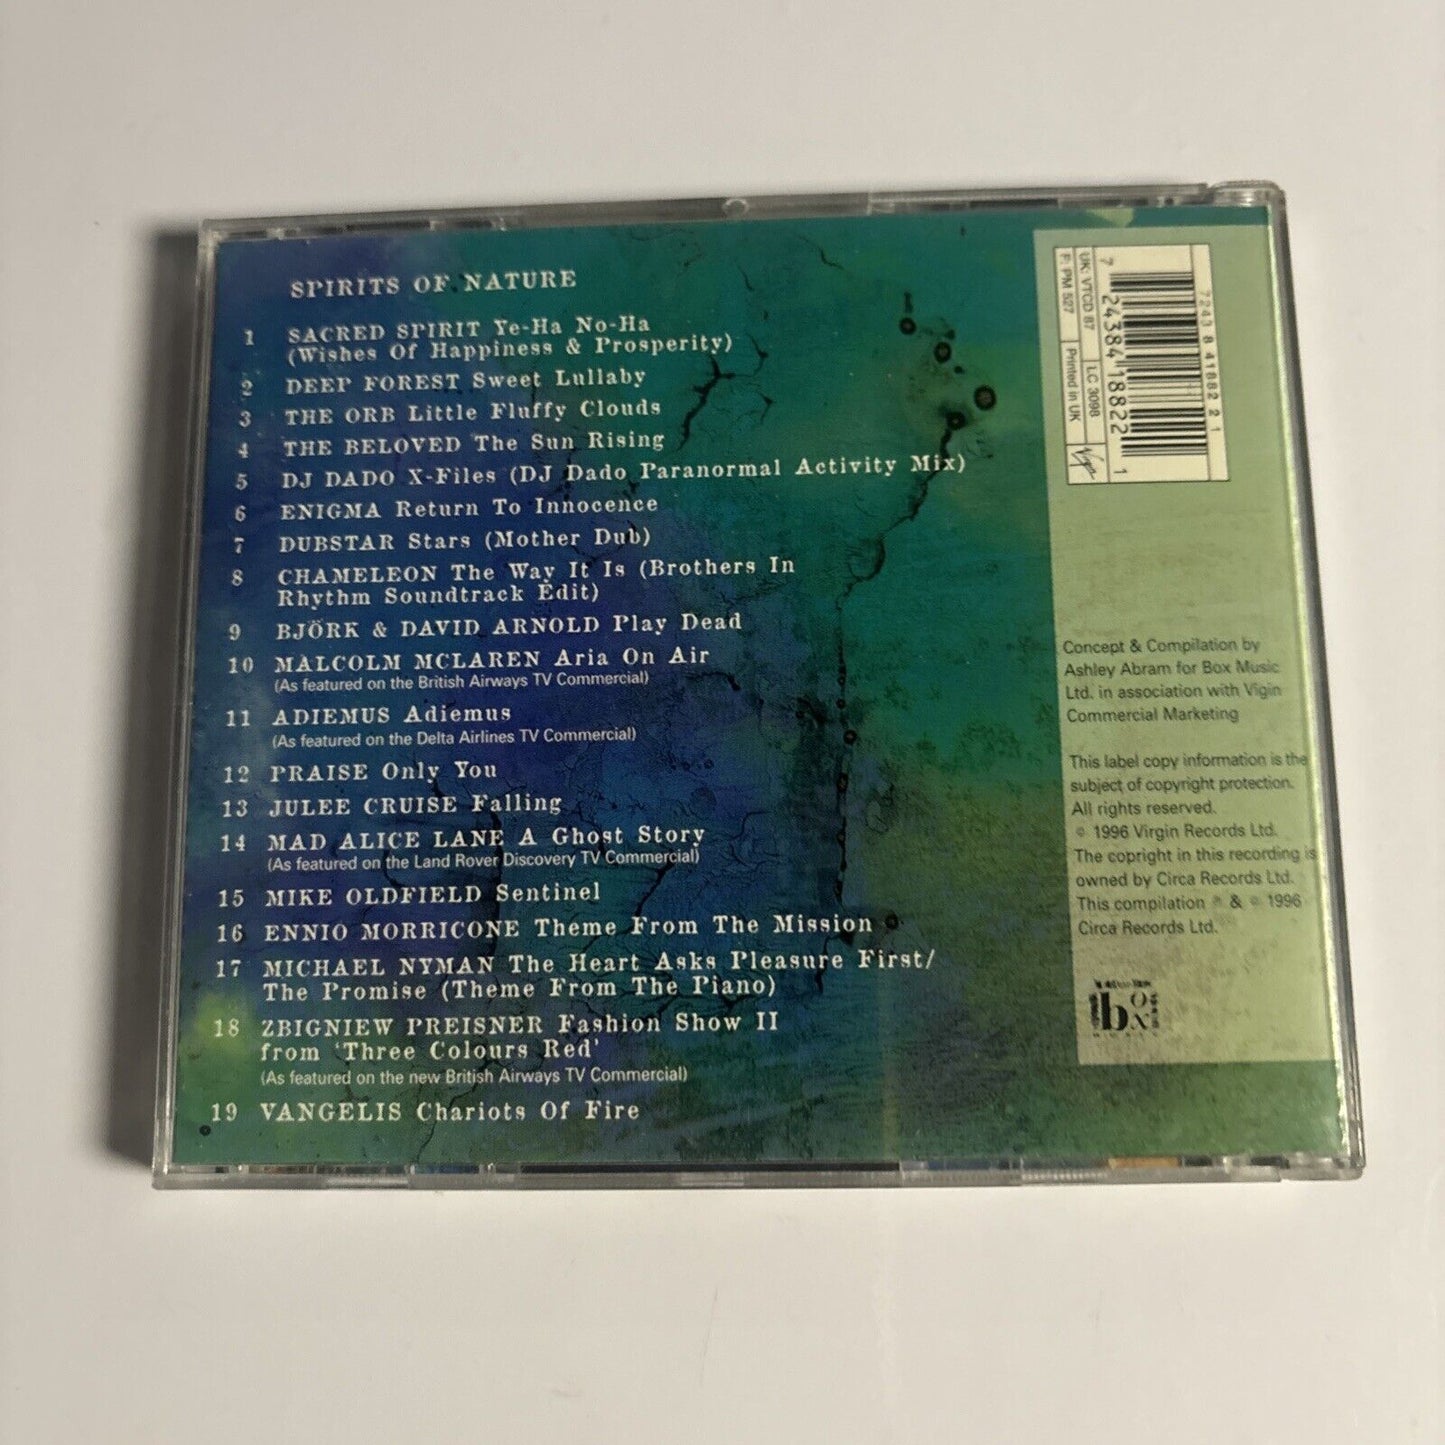 SPIRITS OF NATURE
1 SACRED SPIRIT Ye-Ha No-Ha
(Wishes Of Happiness & Prosperity)
2 DEEP FOREST Sweet Lullaby
3 THE ORB Little Fluffy Clouds
4 THE BELOVED The Sun Rising
5 DJ DADO X-Files (DJ Dado Paranormal Activity Mix)
6 ENIGMA Return To Innocence
7 DUBSTAR Stars (Mother Dub)
8 CHAMELEON The Way It Is (Brothers In
Rhythm Soundtrack Edit)
9 BJÖRK & DAVID ARNOLD Play Dead
10 MALCOLM MCLAREN Aria On Air
(As featured on the British Airways TV Commercial)
11 ADIEMUS Adiemus
(As featured on the Delta Airlines TV Commercial)
12 PRAISE Only You
13 JULEE CRUISE Falling
14 MAD ALICE LANE A Ghost Story
(As featured on the Land Rover Discovery TV Commercial)
15 MIKE OLDFIELD Sentinel
16 ENNIO MORRICONE Theme From The Mission
17 MICHAEL NYMAN The Heart Asks Pleasure First/
The Promise (Theme From The Piano)
18 ZBIGNIEW PREISNER Fashion Show II
from 'Three Colours Red'
(As featured on the new British Airways TV Commercial)
19 VANGELIS Chariots Of Fire
7243 8 41882 2 1
7 24384 18822 1
UK: VTCD 87
F: PM 527
LC 3098
Printed in UK
Virgin
Concept & Compilation by
Ashley Abram for Box Music
Ltd. in association with Vigin
Commercial Marketing
This label copy information is the
subject of copyright protection.
All rights reserved.
© 1996 Virgin Records Ltd.
The copright in this recording is
owned by Circa Records Ltd.
This compilation ℗ & © 1996
Circa Records Ltd.
box